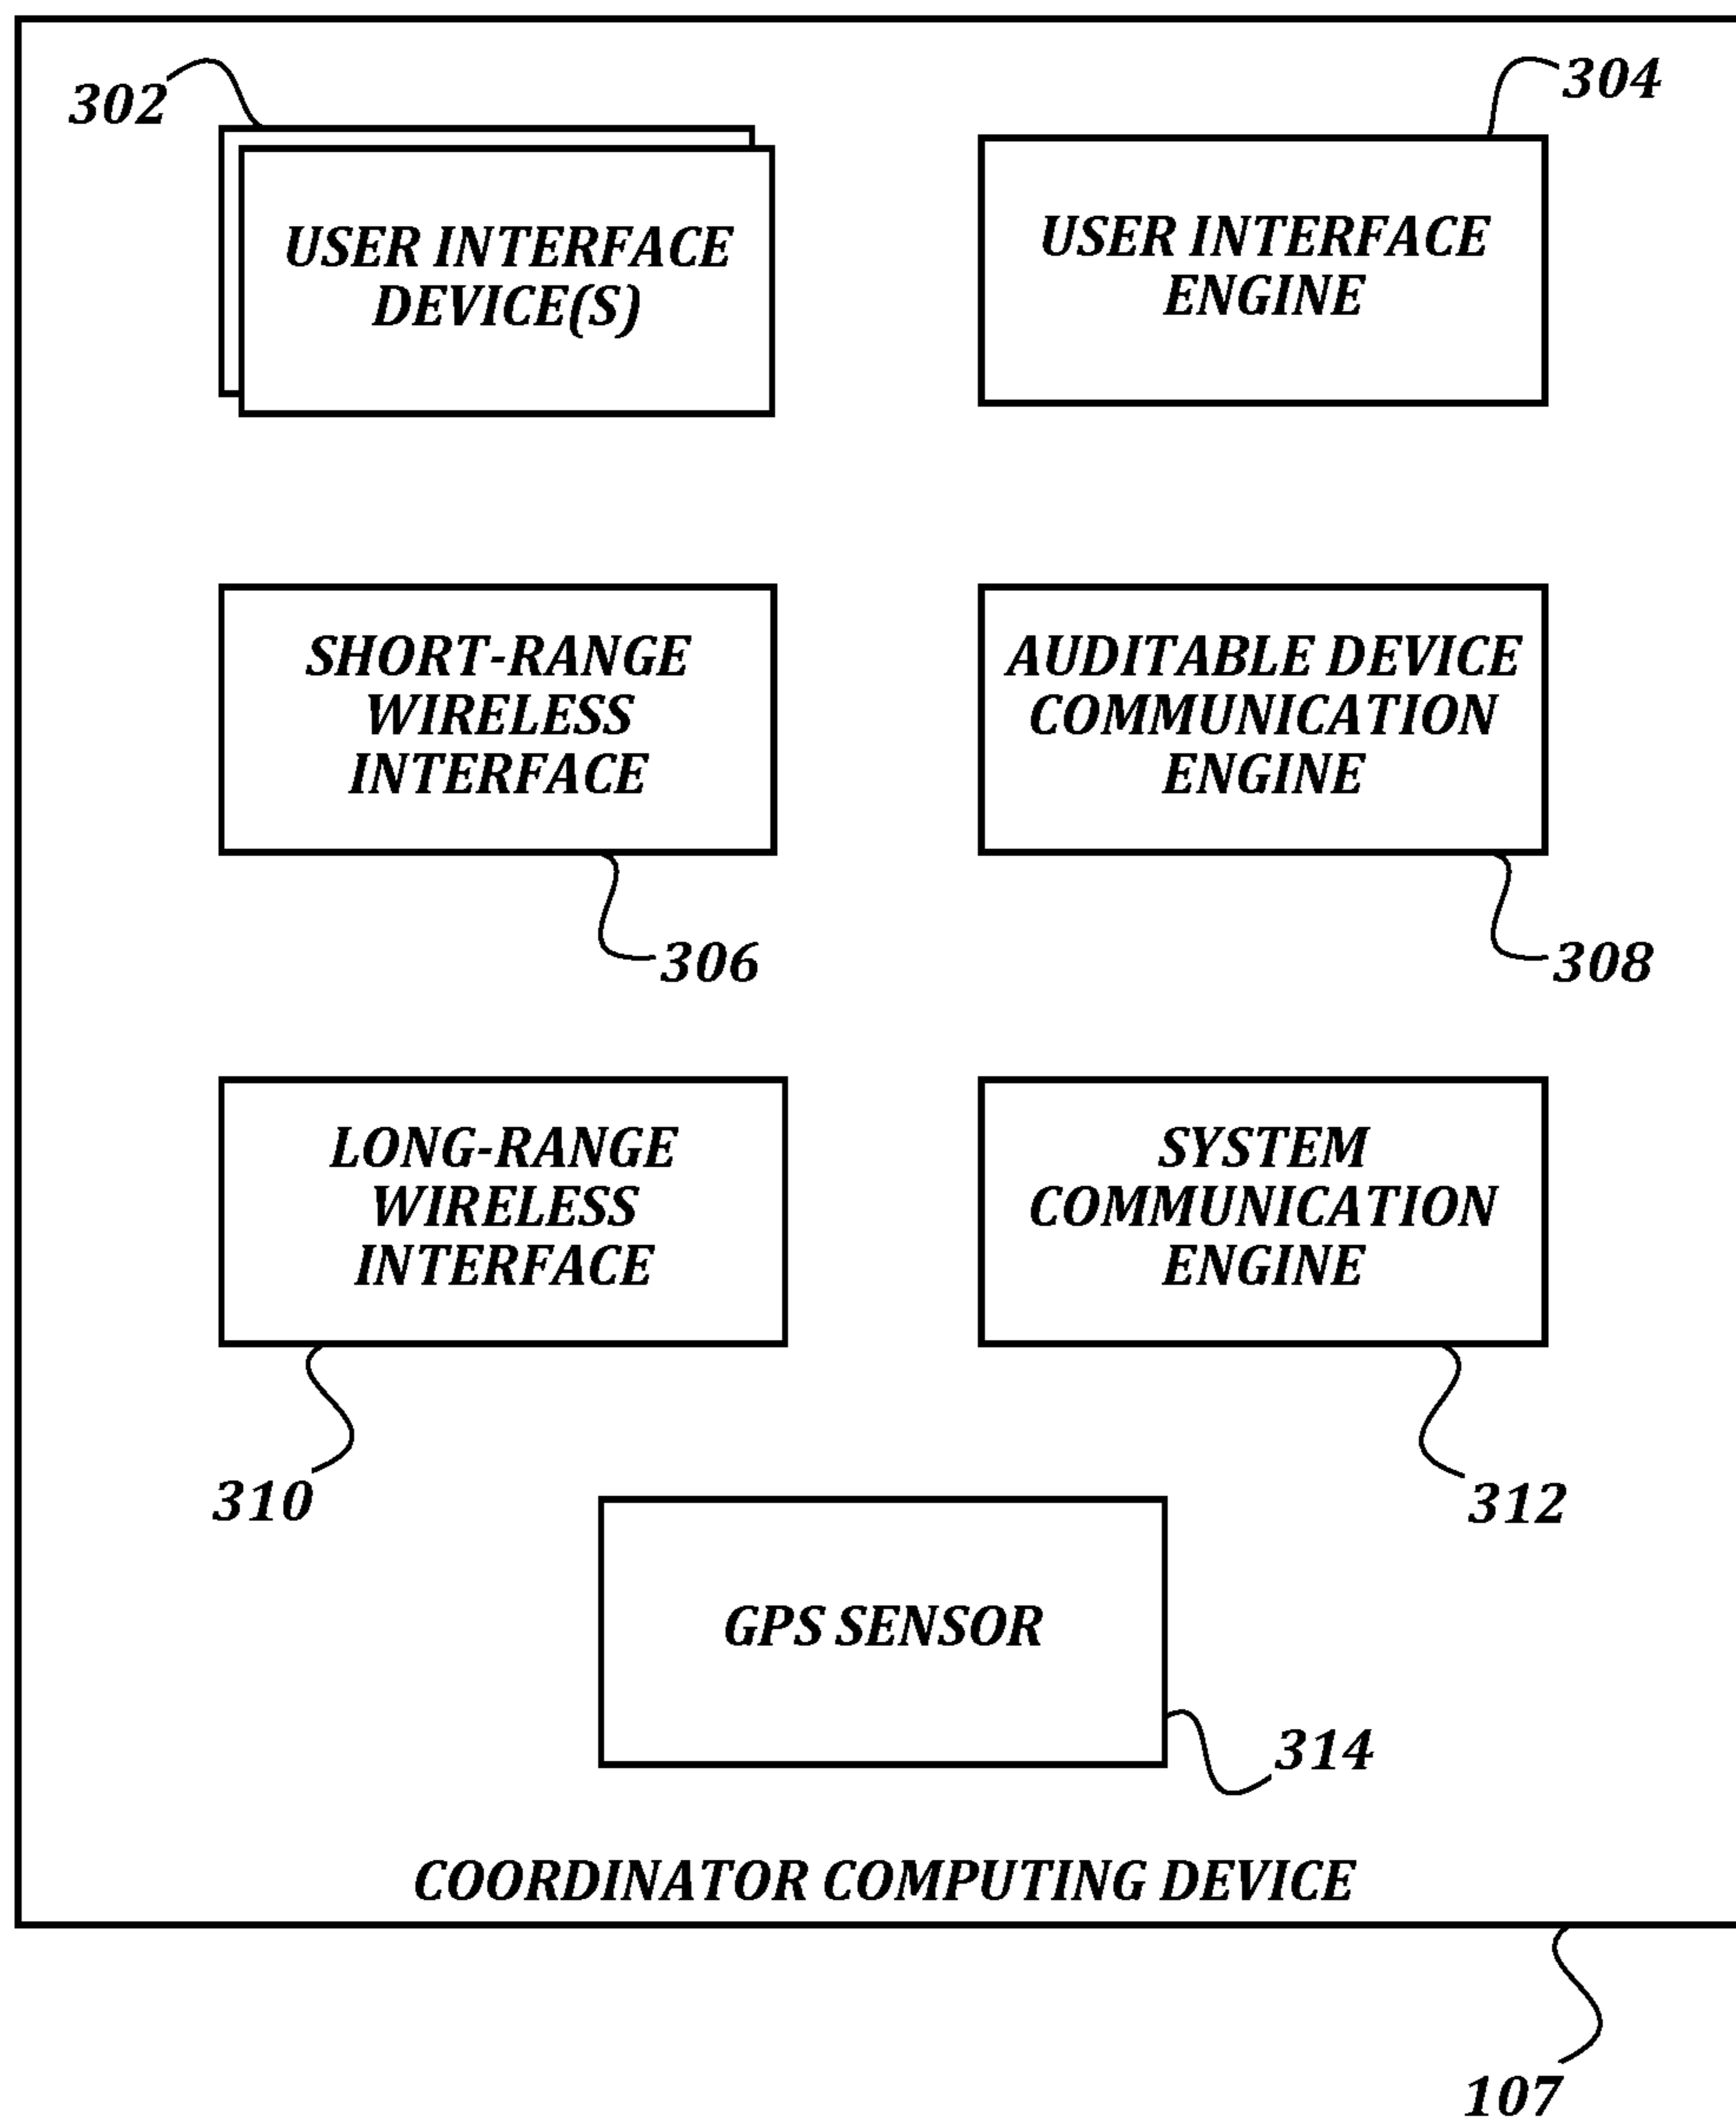 302
304
USER INTERFACE
DEVICE(S)
USER INTERFACE
ENGINE
SHORT-RANGE
WIRELESS
INTERFACE
AUDITABLE DEVICE
COMMUNICATION
ENGINE
306
308
LONG-RANGE
WIRELESS
INTERFACE
SYSTEM
COMMUNICATION
ENGINE
310
312
GPS SENSOR
314
COORDINATOR COMPUTING DEVICE
107